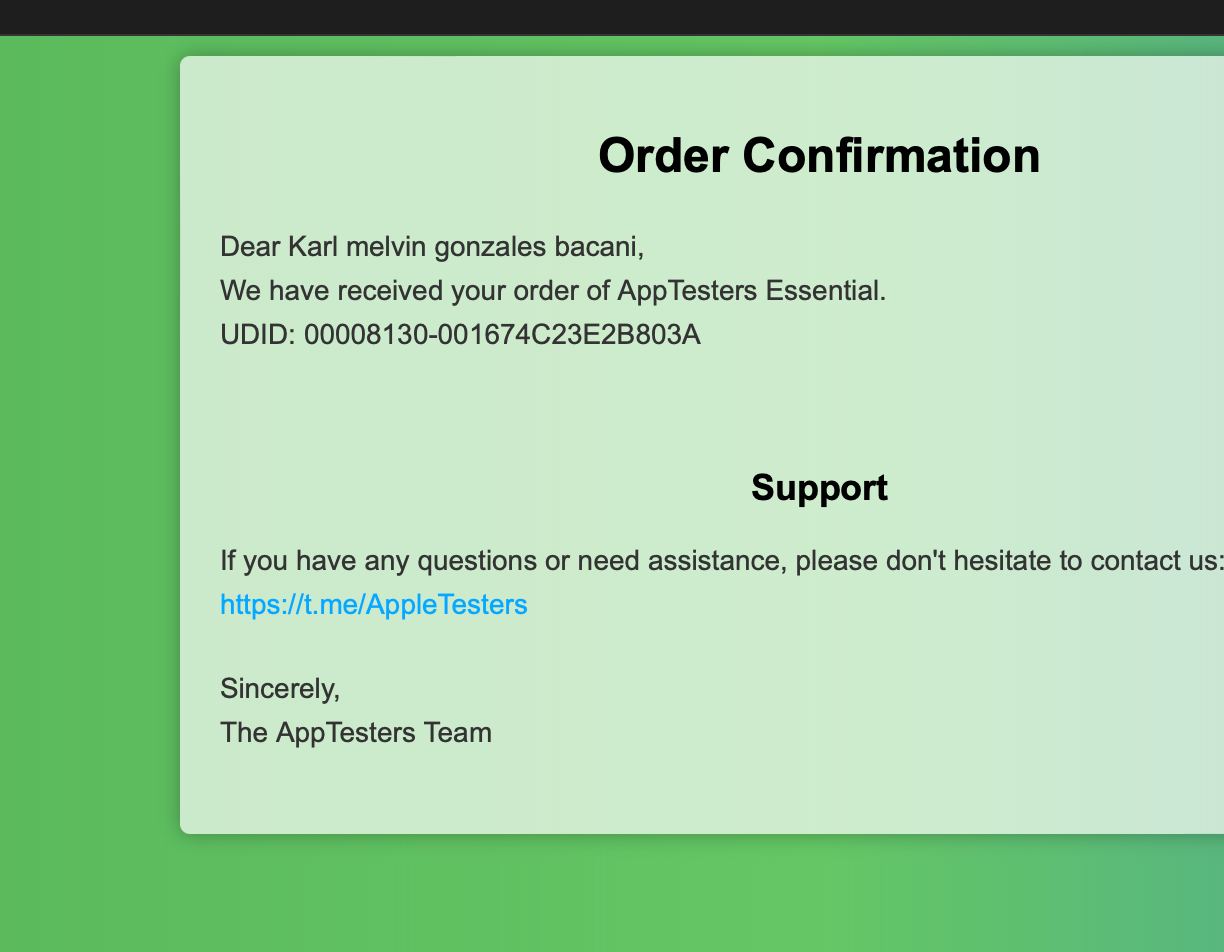 Order Confirmation
Dear Karl melvin gonzales bacani,
We have received your order of AppTesters Essential.
UDID: 00008130-001674C23E2B803A
Support
If you have any questions or need assistance, please don't hesitate to contact us:
https://t.me/AppleTesters
Sincerely,
The AppTesters Team